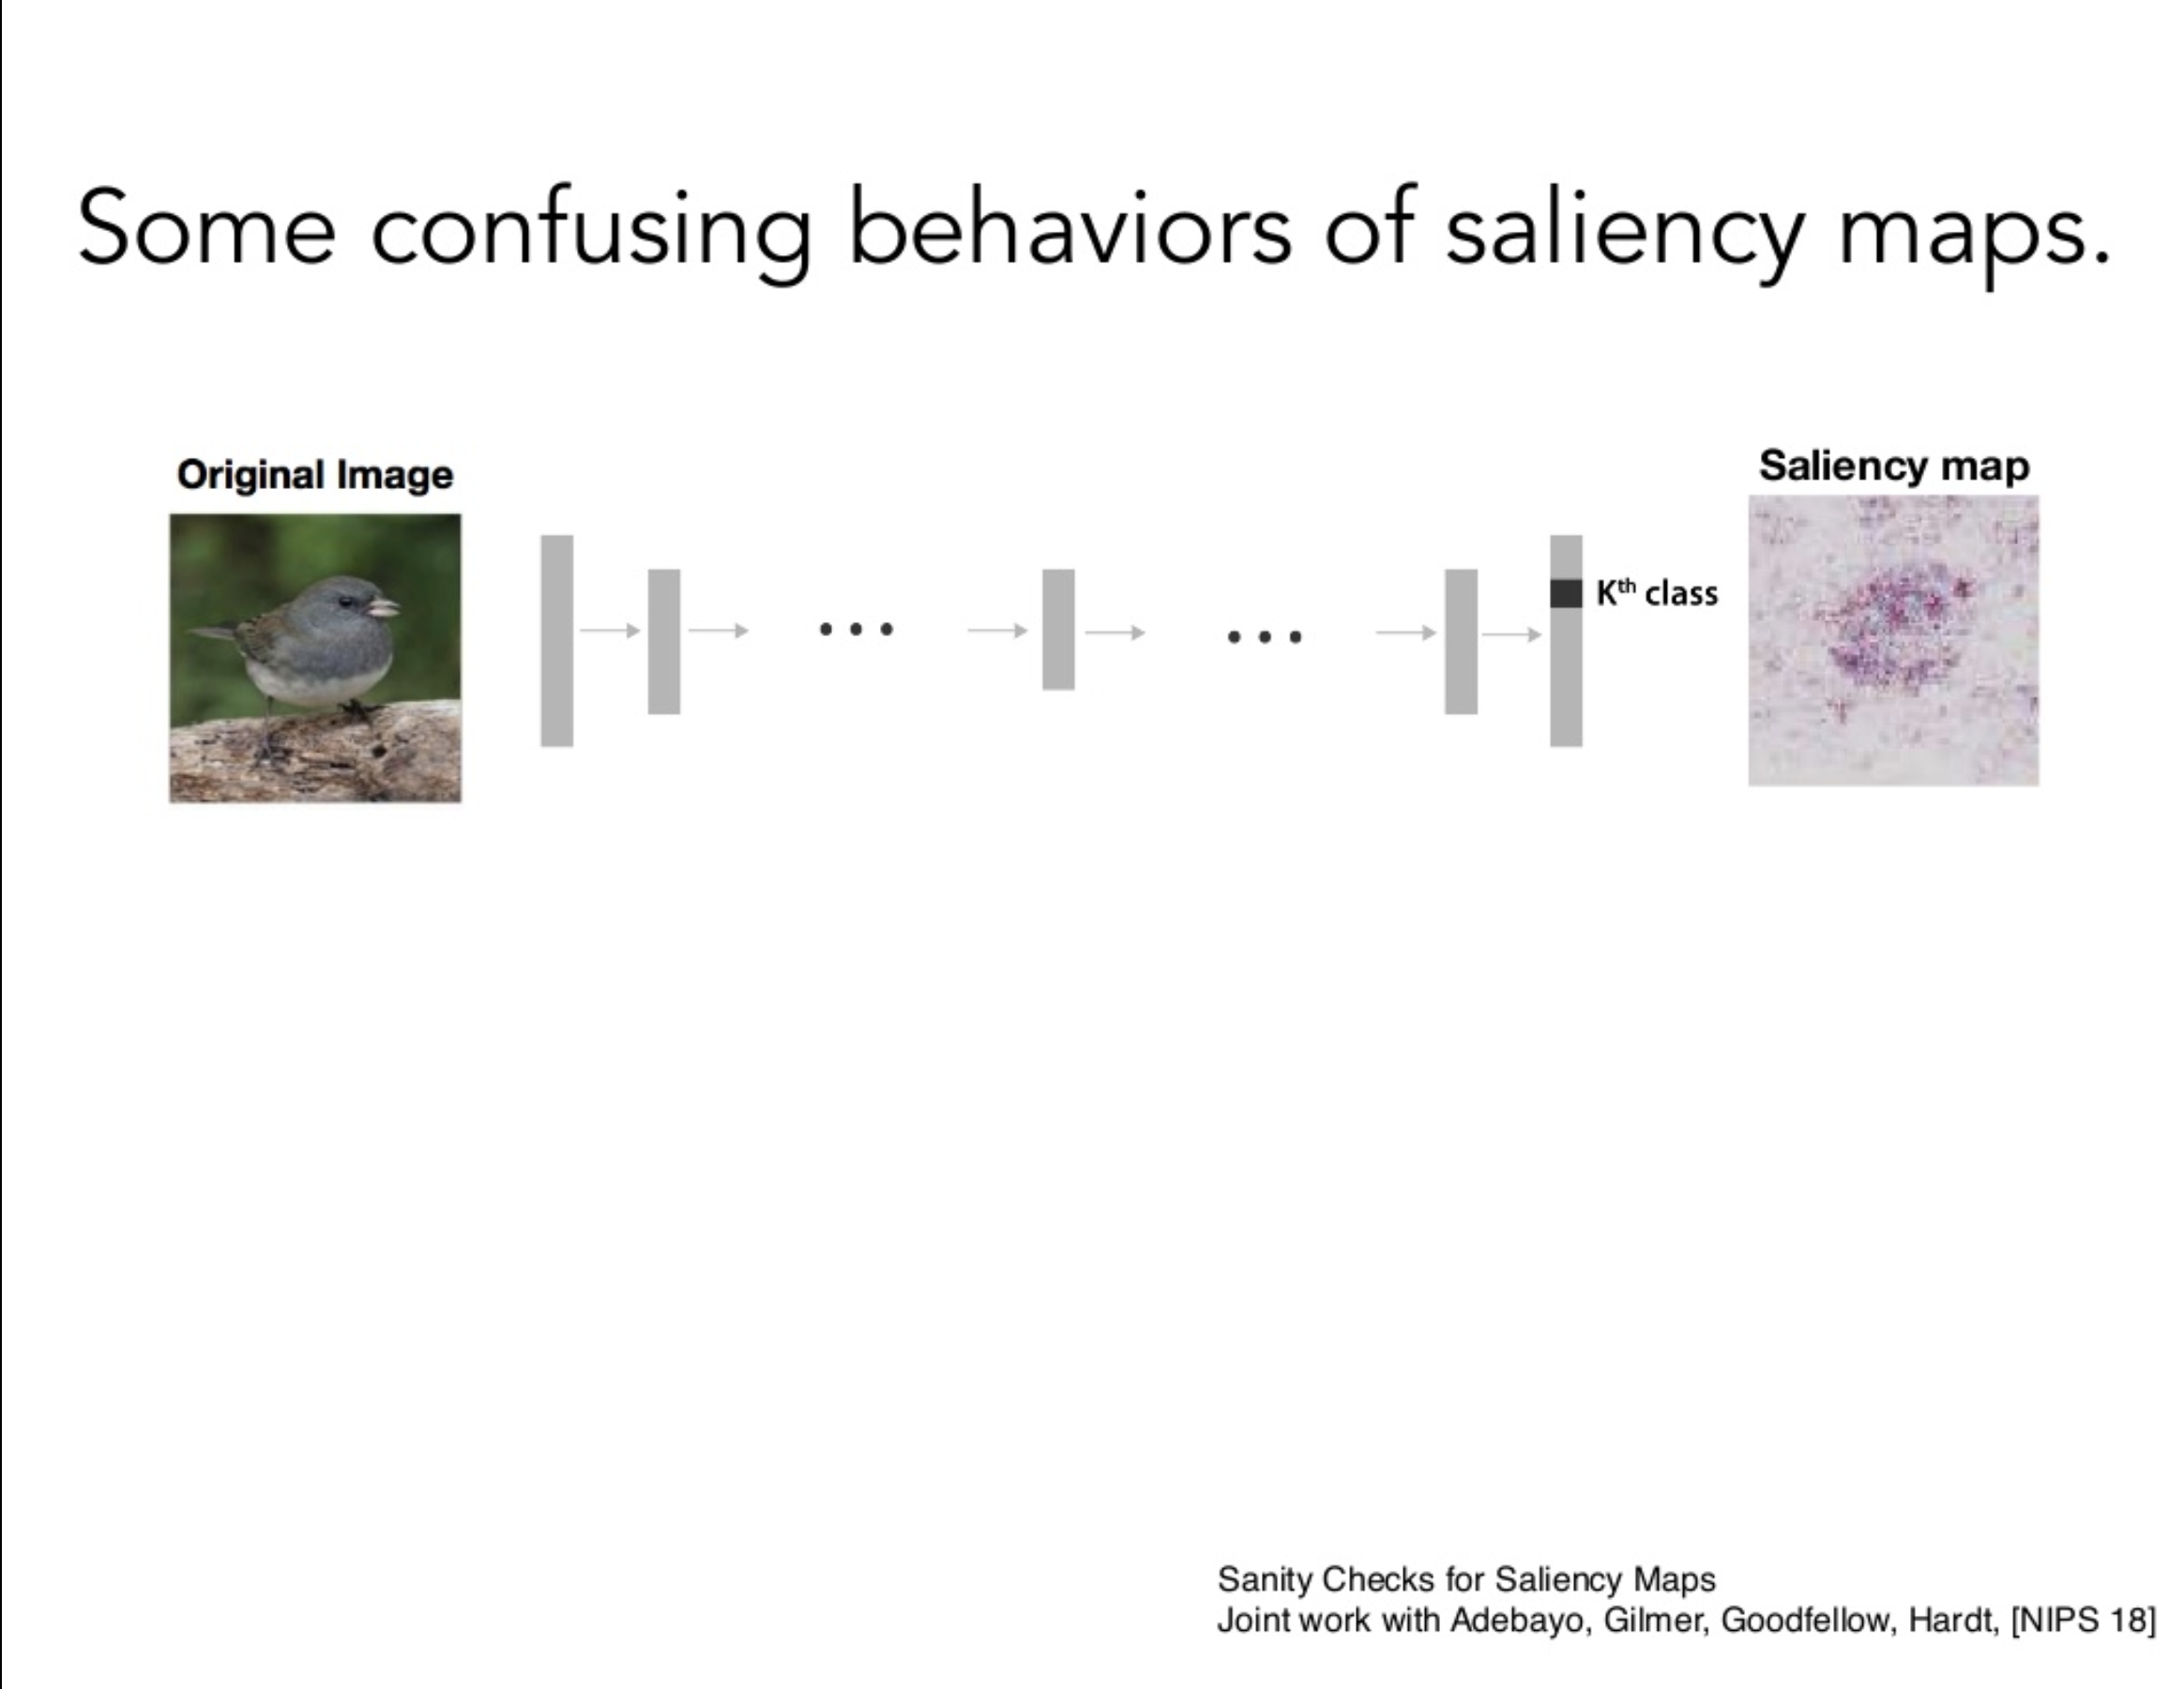 Some confusing behaviors of saliency maps.
Original Image
Saliency map
Kth class
Sanity Checks for Saliency Maps
Joint work with Adebayo, Gilmer, Goodfellow, Hardt, [NIPS 18]